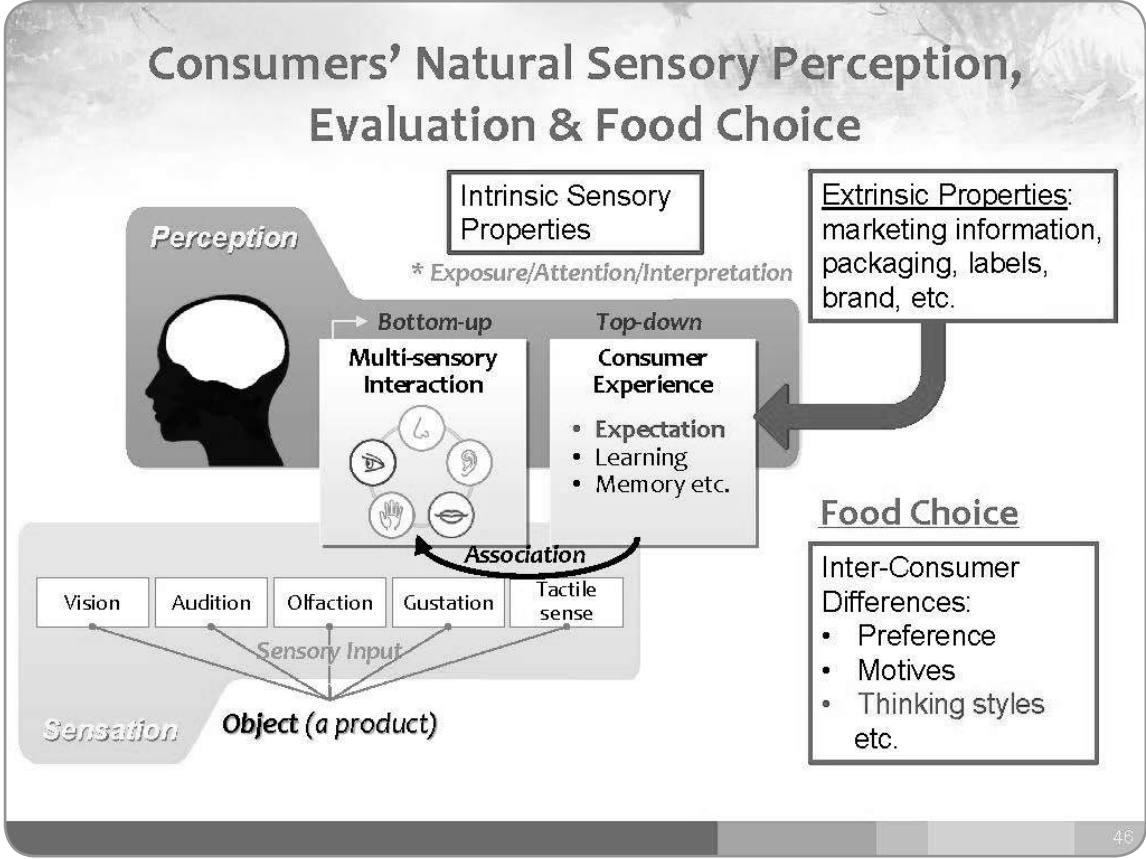 Consumers’ Natural Sensory Perception,
Evaluation & Food Choice
Intrinsic Sensory
Properties
Extrinsic Properties:
marketing information,
packaging, labels,
brand, etc.
Perception
* Exposure/Attention/Interpretation
Bottom-up
Top-down
Multi-sensory
Interaction
Consumer
Experience
• Expectation
• Learning
• Memory etc.
Association
Vision
Audition
Olfaction
Gustation
Tactile
sense
Sensory Input
Sensation
Object (a product)
Food Choice
Inter-Consumer
Differences:
• Preference
• Motives
• Thinking styles
etc.
46